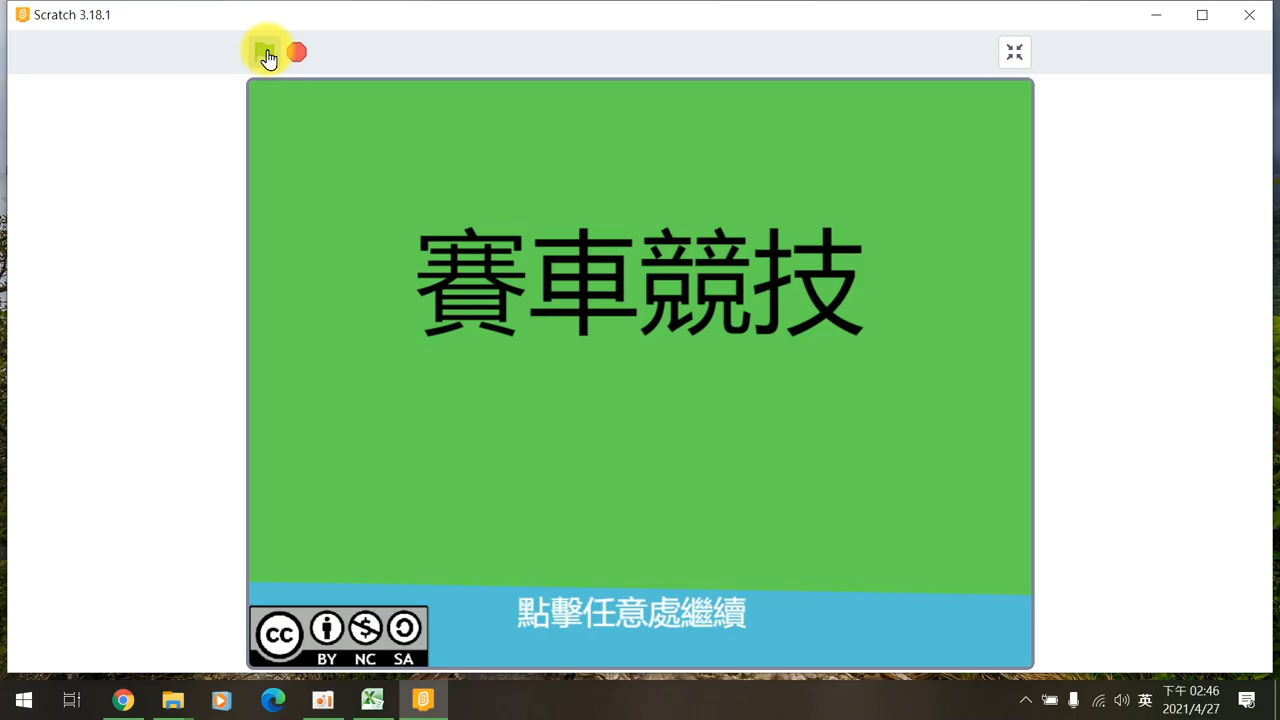 Scratch 3.18.1
賽車競技
點擊任意處繼續
cc
BY NC SA
英
下午 02:46
2021/4/27